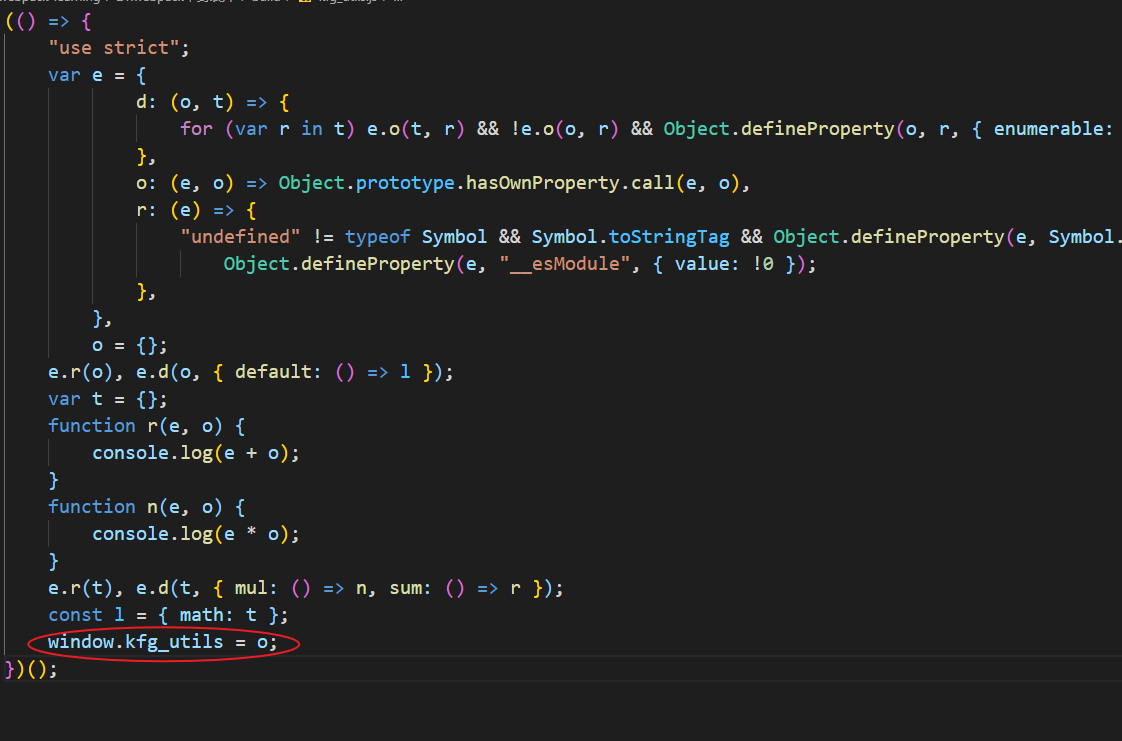 (() => {
"use strict";
var e = {
d: (o, t) => {
for (var r in t) e.o(t, r) && !e.o(o, r) && Object.defineProperty(o, r, { enumerable:
},
o: (e, o) => Object.prototype.hasOwnProperty.call(e, o),
r: (e) => {
"undefined" != typeof Symbol && Symbol.toStringTag && Object.defineProperty(e, Symbol.
Object.defineProperty(e, "__esModule", { value: !0 });
},
},
o = {};
e.r(o), e.d(o, { default: () => l });
var t = {};
function r(e, o) {
console.log(e + o);
}
function n(e, o) {
console.log(e * o);
}
e.r(t), e.d(t, { mul: () => n, sum: () => r });
const l = { math: t };
window.kfg_utils = o;
})();